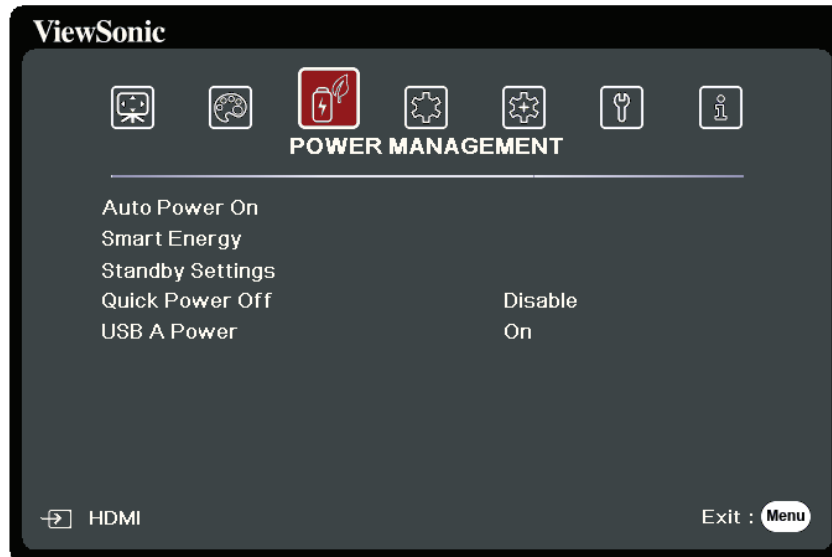 ViewSonic
POWER MANAGEMENT
Auto Power On
Smart Energy
Standby Settings
Quick Power Off Disable
USB A Power On
HDMI Exit : Menu